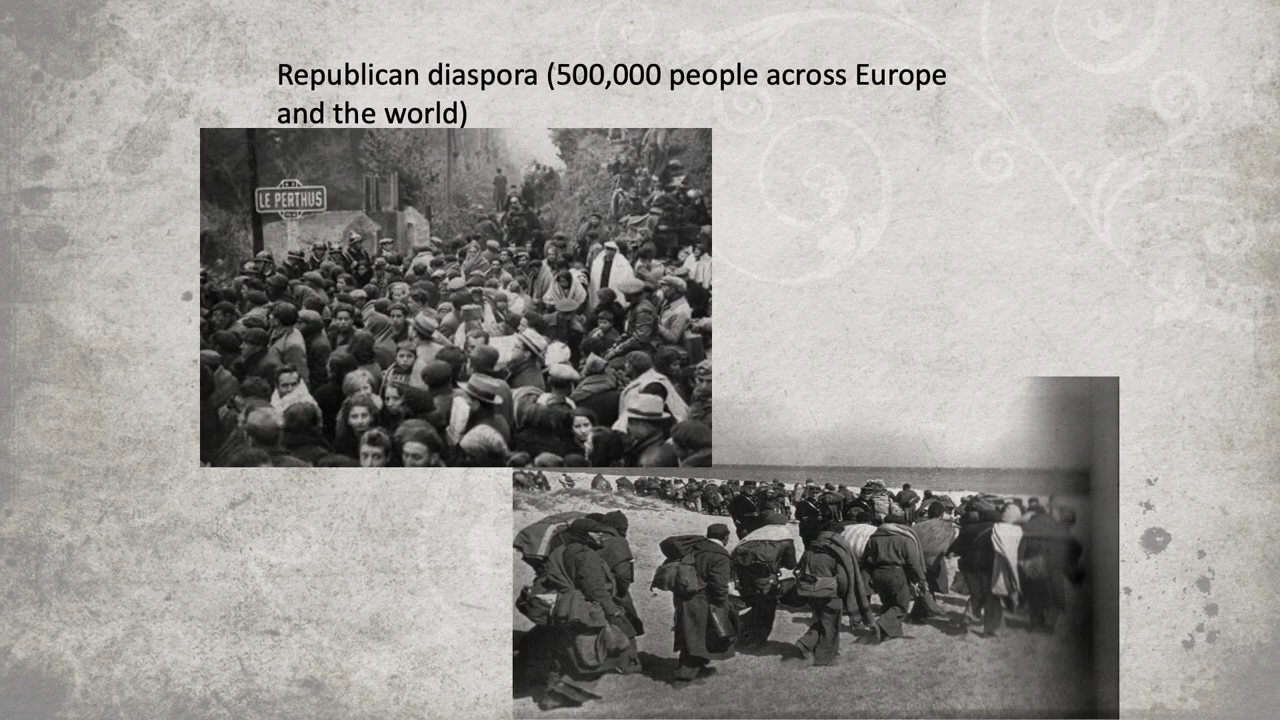 Republican diaspora (500,000 people across Europe
and the world)
LE PERTHUS